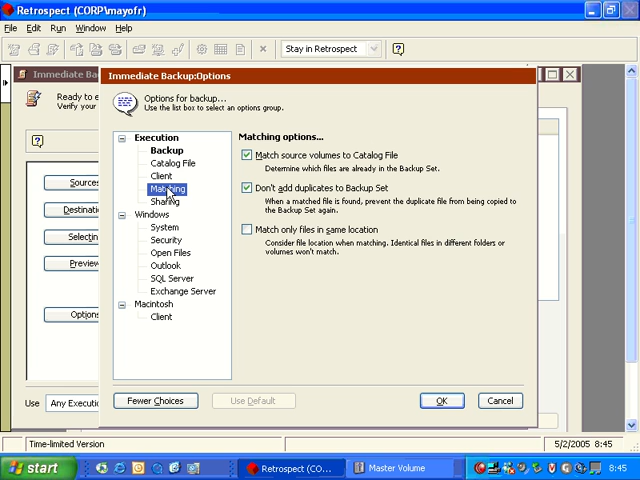 Retrospect (CORP\mayofr)
File Edit Run Window Help
Stay in Retrospect
Immediate Ba
Immediate Backup:Options
Ready to e
Verify your
Options for backup...
Use the list box to select an options group.
Execution
Backup
Catalog File
Client
Matching
Sharing
Windows
System
Security
Open Files
Outlook
SQL Server
Exchange Server
Macintosh
Client
Matching options...
Match source volumes to Catalog File
Determine which files are already in the Backup Set.
Don't add duplicates to Backup Set
When a matched file is found, prevent the duplicate file from being copied to
the Backup Set again.
Match only files in same location
Consider file location when matching. Identical files in different folders or
volumes won't match.
Sources
Destinatio
Selectin
Preview
Options
Use Any Executio
Fewer Choices Use Default OK Cancel
Time-limited Version 5/2/2005 8:45
start Retrospect (CO... Master Volume 8:45